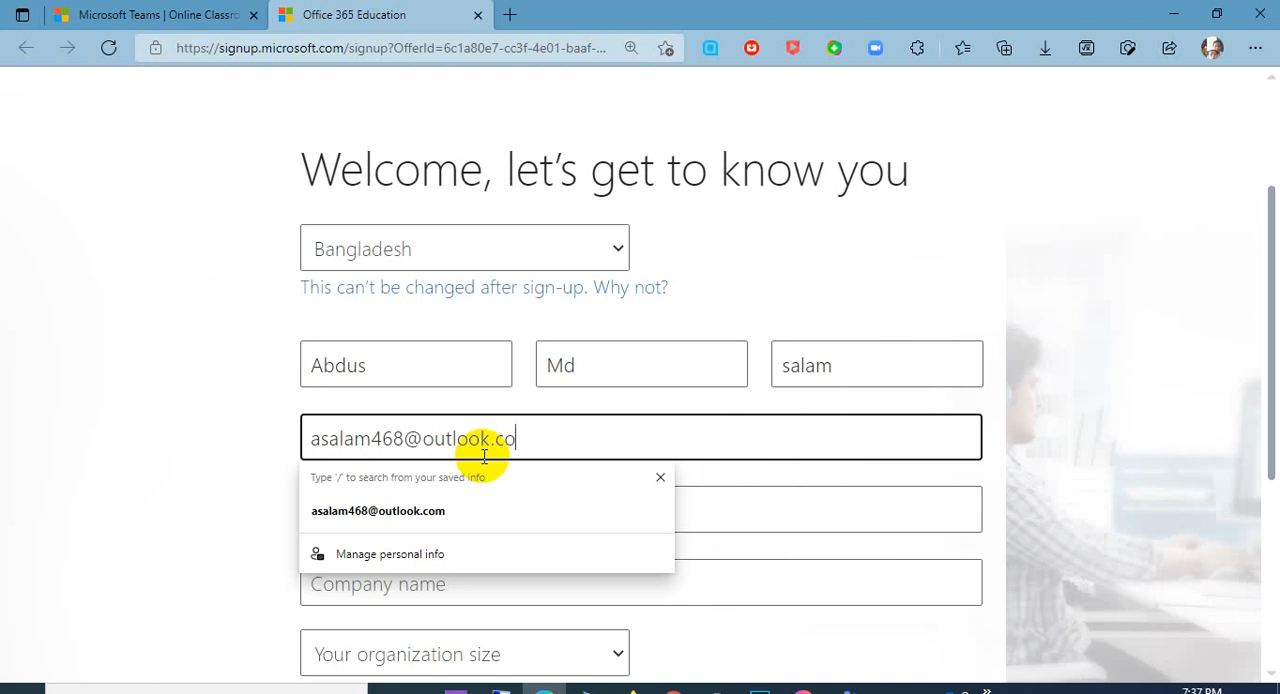 Microsoft Teams | Online Classro
Office 365 Education
https://signup.microsoft.com/signup?OfferId=6c1a80e7-cc3f-4e01-baaf-...
Welcome, let's get to know you
Bangladesh
This can't be changed after sign-up. Why not?
Abdus
Md
salam
asalam468@outlook.co
Type '/' to search from your saved info
asalam468@outlook.com
Manage personal info
Company name
Your organization size
7:37 PM